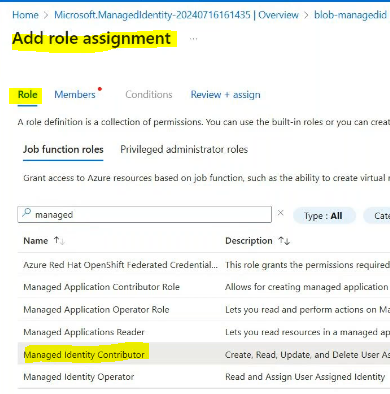 Home > Microsoft.ManagedIdentity-20240716161435 | Overview > blob-managedid
Add role assignment ...
Role Members Conditions Review + assign
A role definition is a collection of permissions. You can use the built-in roles or you can creat
Job function roles Privileged administrator roles
Grant access to Azure resources based on job function, such as the ability to create virtual
managed × Type : All Cate
Name ↑↓ Description ↑↓
Azure Red Hat OpenShift Federated Credential... This role grants the permissions required
Managed Application Contributor Role Allows for creating managed application
Managed Application Operator Role Lets you read and perform actions on Ma
Managed Applications Reader Lets you read resources in a managed ap
Managed Identity Contributor Create, Read, Update, and Delete User As
Managed Identity Operator Read and Assign User Assigned Identity